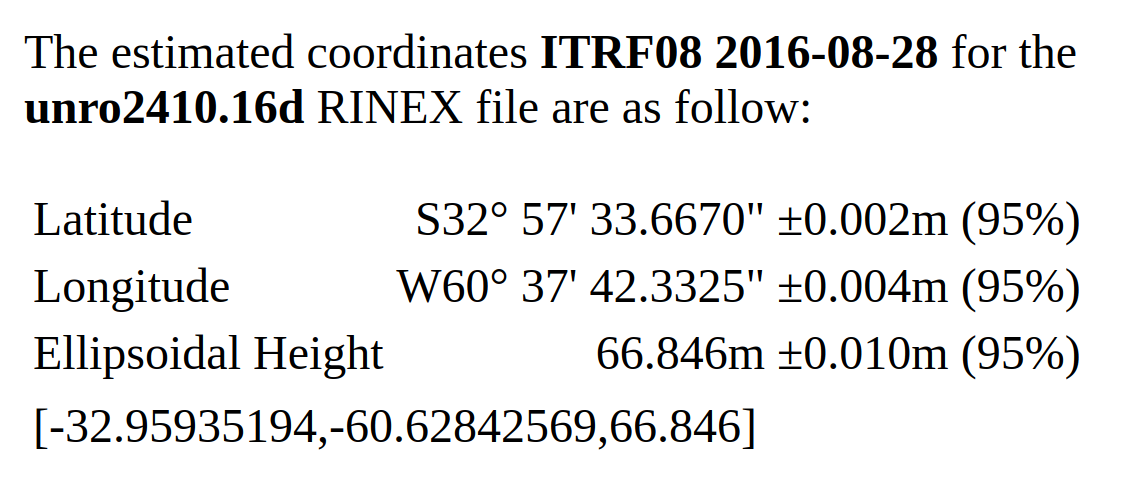 The estimated coordinates ITRF08 2016-08-28 for the
unro2410.16d RINEX file are as follow:
Latitude S32° 57' 33.6670" ±0.002m (95%)
Longitude W60° 37' 42.3325" ±0.004m (95%)
Ellipsoidal Height 66.846m ±0.010m (95%)
[-32.95935194,-60.62842569,66.846]